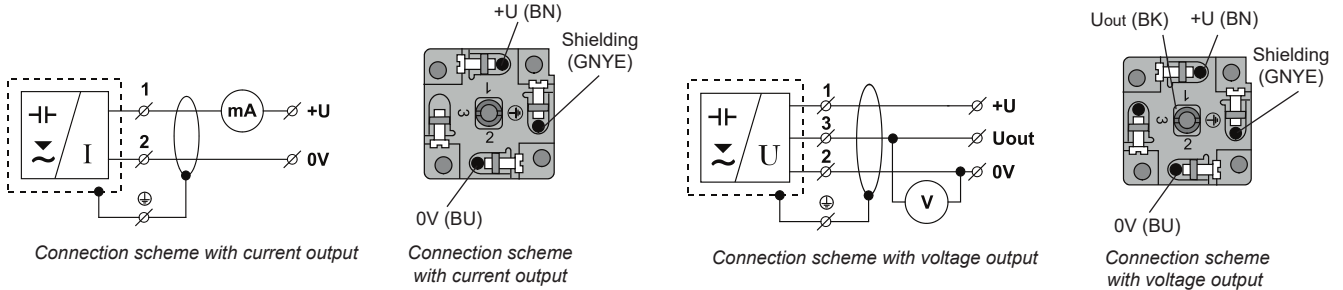 1
mA
+U
2
0V
I
Connection scheme with current output
+U (BN)
Shielding
(GNYE)
1
3
2
0V (BU)
Connection scheme
with current output
1
+U
3
Uout
2
0V
U
V
Connection scheme with voltage output
Uout (BK)
+U (BN)
Shielding
(GNYE)
1
3
2
0V (BU)
Connection scheme
with voltage output